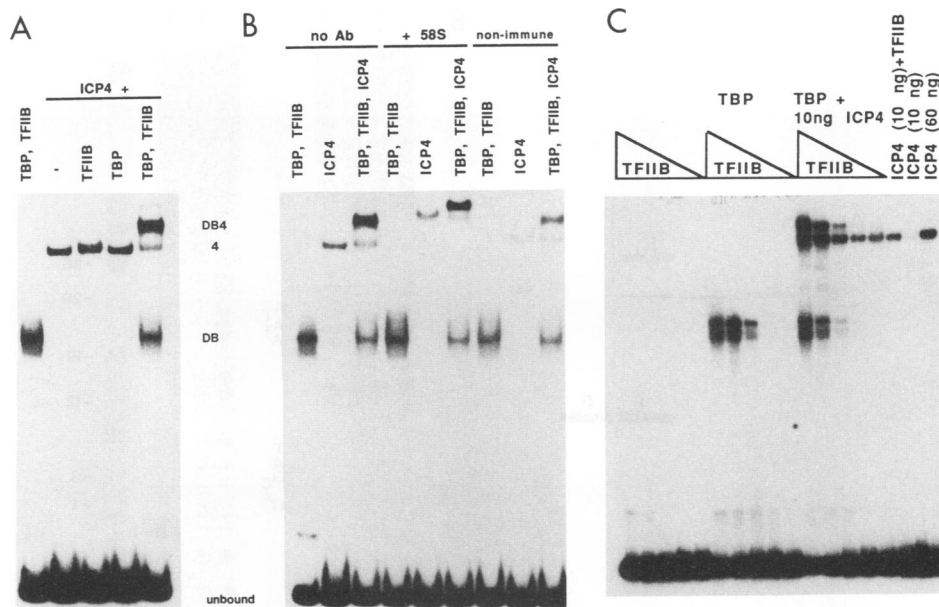 A
ICP4 +
TBP, TFIIB
-
TFIIB
TBP
TBP, TFIIB
DB4
4
DB
unbound
B
no Ab
+ 58S
non-immune
TBP, TFIIB
ICP4
TBP, TFIIB, ICP4
TBP, TFIIB
ICP4
TBP, TFIIB, ICP4
TBP, TFIIB
ICP4
TBP, TFIIB, ICP4
C
TBP
TBP +
10ng ICP4
TFIIB
TFIIB
TFIIB
ICP4 (10 ng)+TFIIB
ICP4 (10 ng)
ICP4 (60 ng)